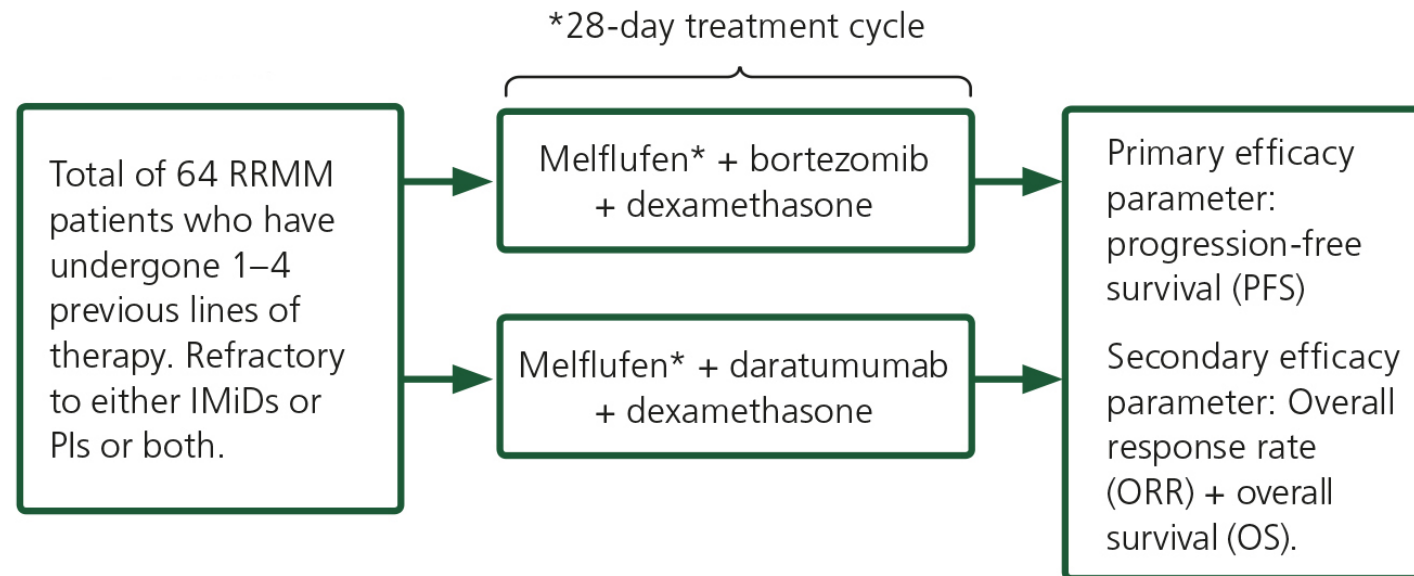 *28-day treatment cycle
Total of 64 RRMM
patients who have
undergone 1–4
previous lines of
therapy. Refractory
to either IMiDs or
PIs or both.
Melflufen* + bortezomib
+ dexamethasone
Melflufen* + daratumumab
+ dexamethasone
Primary efficacy
parameter:
progression-free
survival (PFS)
Secondary efficacy
parameter: Overall
response rate
(ORR) + overall
survival (OS).